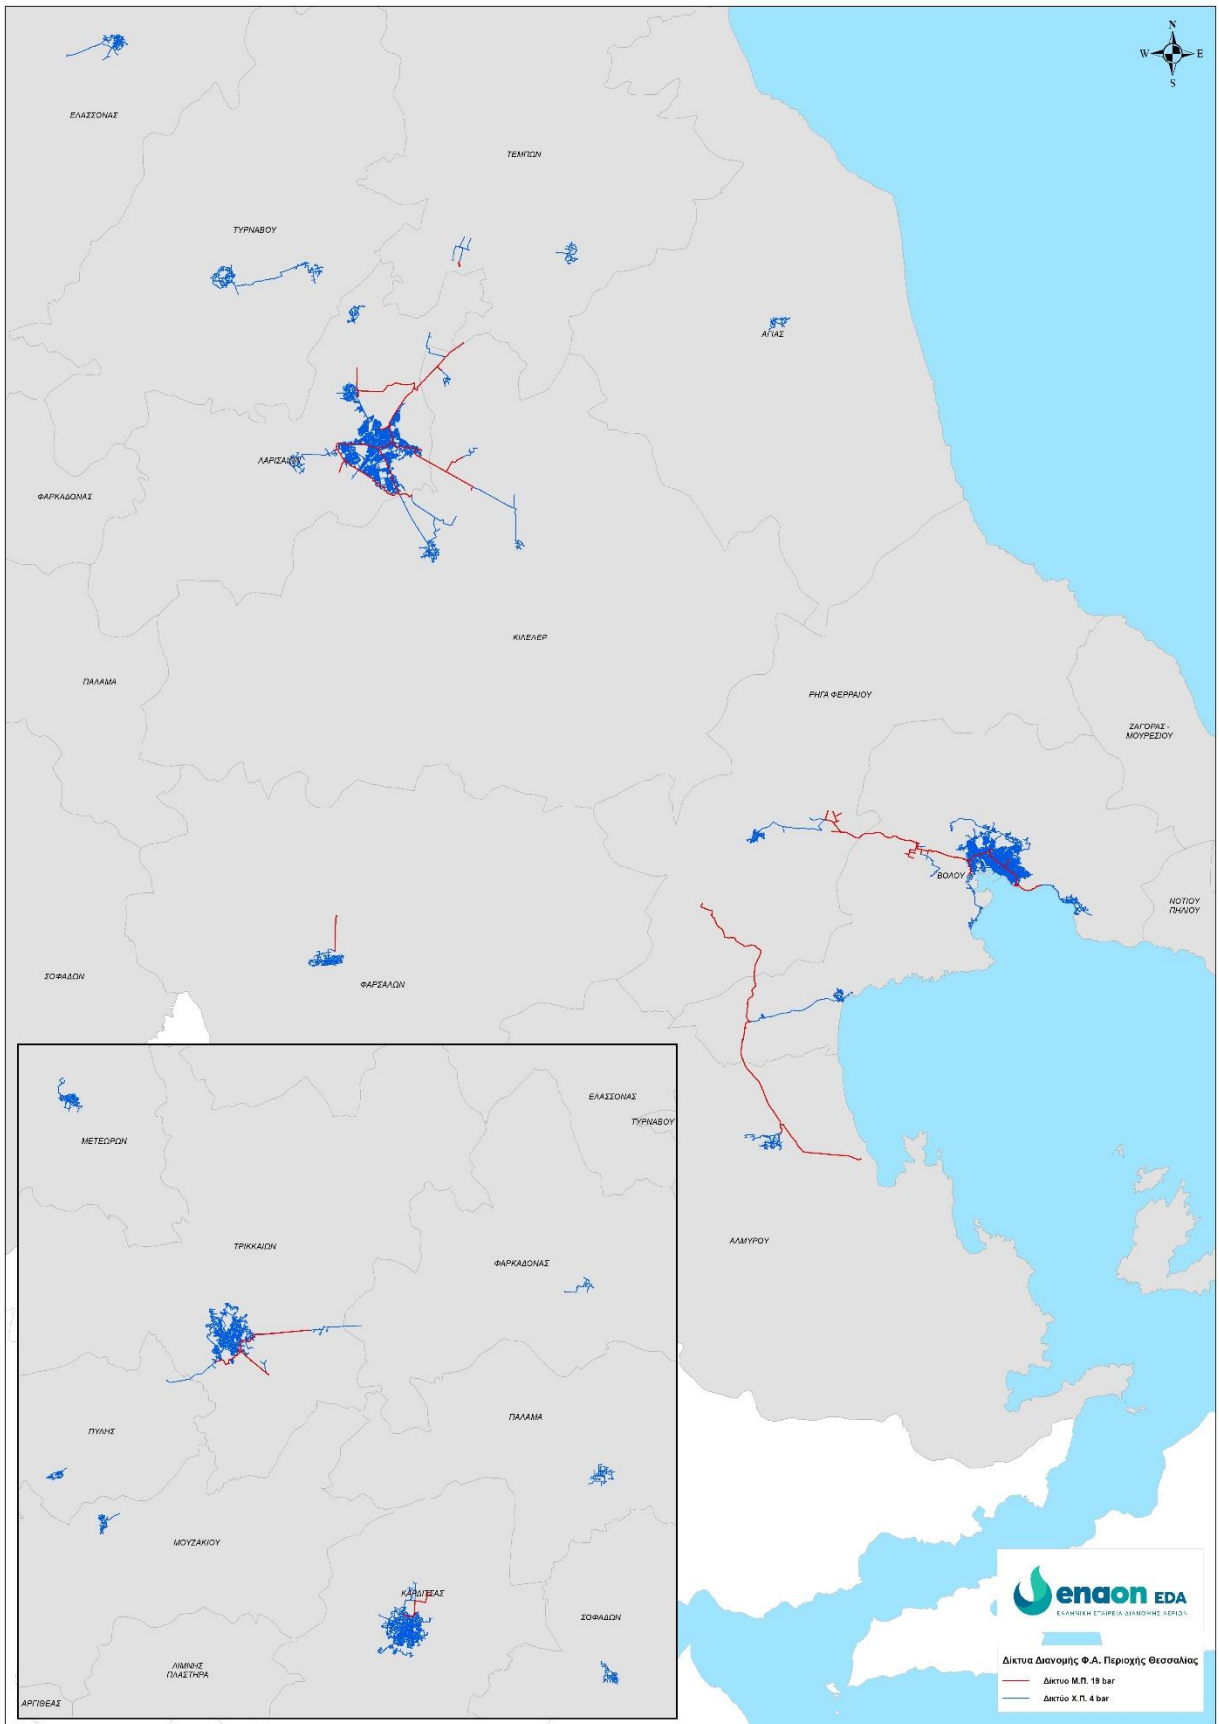 N
W E
S
ΕΛΑΣΣΟΝΑΣ
ΤΕΜΠΩΝ
ΤΥΡΝΑΒΟΥ
ΑΓΙΑΣ
ΛΑΡΙΣΑΙΩΝ
ΦΑΡΚΑΔΟΝΑΣ
ΚΙΛΕΛΕΡ
ΠΑΛΑΜΑ
ΡΗΓΑ ΦΕΡΡΑΙΟΥ
ΖΑΓΟΡΑΣ -
ΜΟΥΡΕΣΙΟΥ
ΒΟΛΟΥ
ΝΟΤΙΟΥ
ΠΗΛΙΟΥ
ΣΟΦΑΔΩΝ
ΦΑΡΣΑΛΩΝ
ΑΛΜΥΡΟΥ
ΕΛΑΣΣΟΝΑΣ
ΤΥΡΝΑΒΟΥ
ΜΕΤΕΩΡΩΝ
ΤΡΙΚΚΑΙΩΝ
ΦΑΡΚΑΔΟΝΑΣ
ΠΥΛΗΣ
ΠΑΛΑΜΑ
ΜΟΥΖΑΚΙΟΥ
ΚΑΡΔΙΤΣΑΣ
ΣΟΦΑΔΩΝ
ΛΙΜΝΗΣ
ΠΛΑΣΤΗΡΑ
ΑΡΓΙΘΕΑΣ
enaon EDA
ΕΛΛΗΝΙΚΗ ΕΤΑΙΡΕΙΑ ΔΙΑΝΟΜΗΣ ΑΕΡΙΩΝ
Δίκτυα Διανομής Φ.Α. Περιοχής Θεσσαλίας
Δίκτυο Μ.Π. 19 bar
Δικτύο Χ.Π. 4 bar